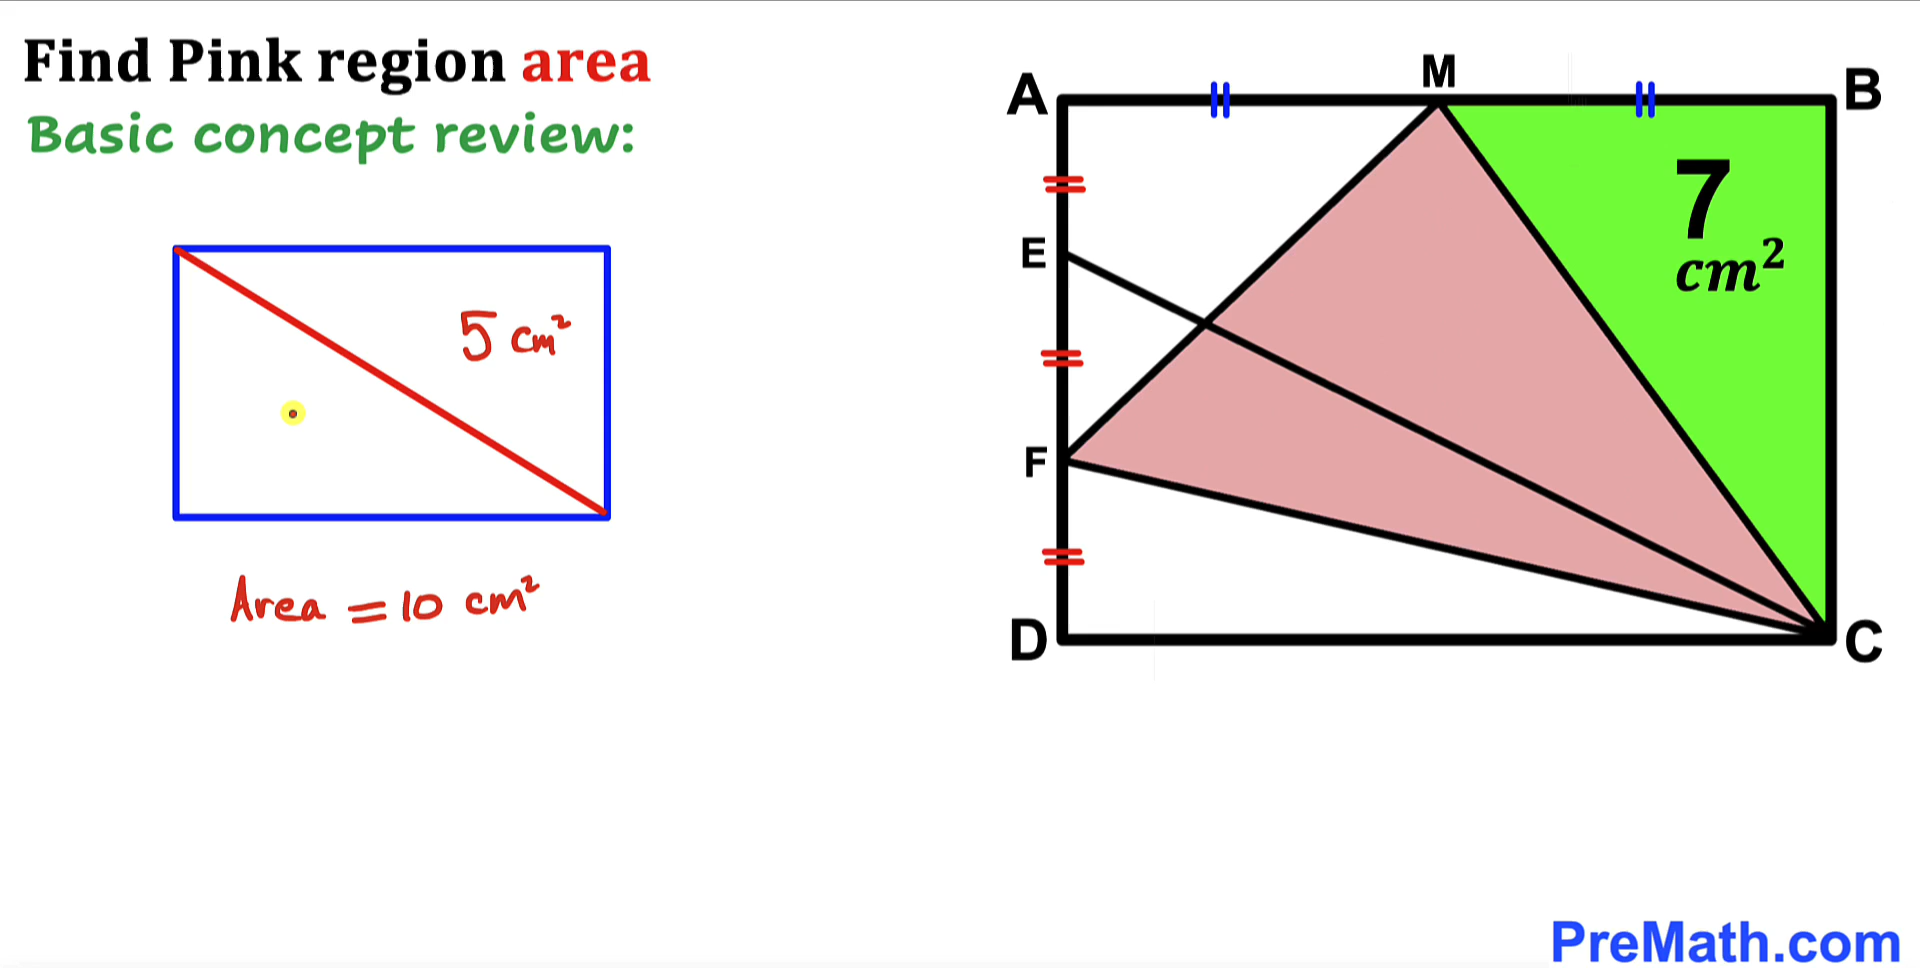 Find Pink region area
Basic concept review:
5 cm²
Area = 10 cm²
A
M
B
7
cm²
E
F
D
C
PreMath.com